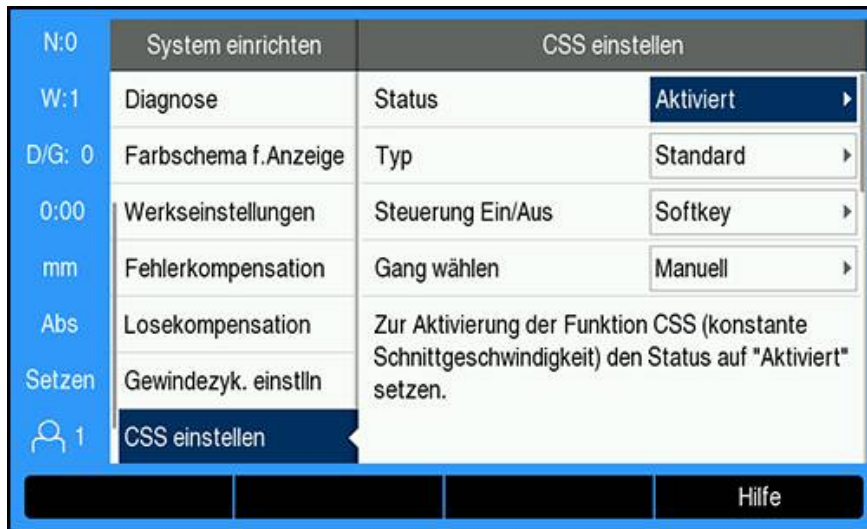 N:0
W:1
D/G: 0
0:00
mm
Abs
Setzen
1
System einrichten
Diagnose
Farbschema f.Anzeige
Werkseinstellungen
Fehlerkompensation
Losekompensation
Gewindezyk. einstlln
CSS einstellen
CSS einstellen
Status Aktiviert
Typ Standard
Steuerung Ein/Aus Softkey
Gang wählen Manuell
Zur Aktivierung der Funktion CSS (konstante
Schnittgeschwindigkeit) den Status auf "Aktiviert"
setzen.
Hilfe